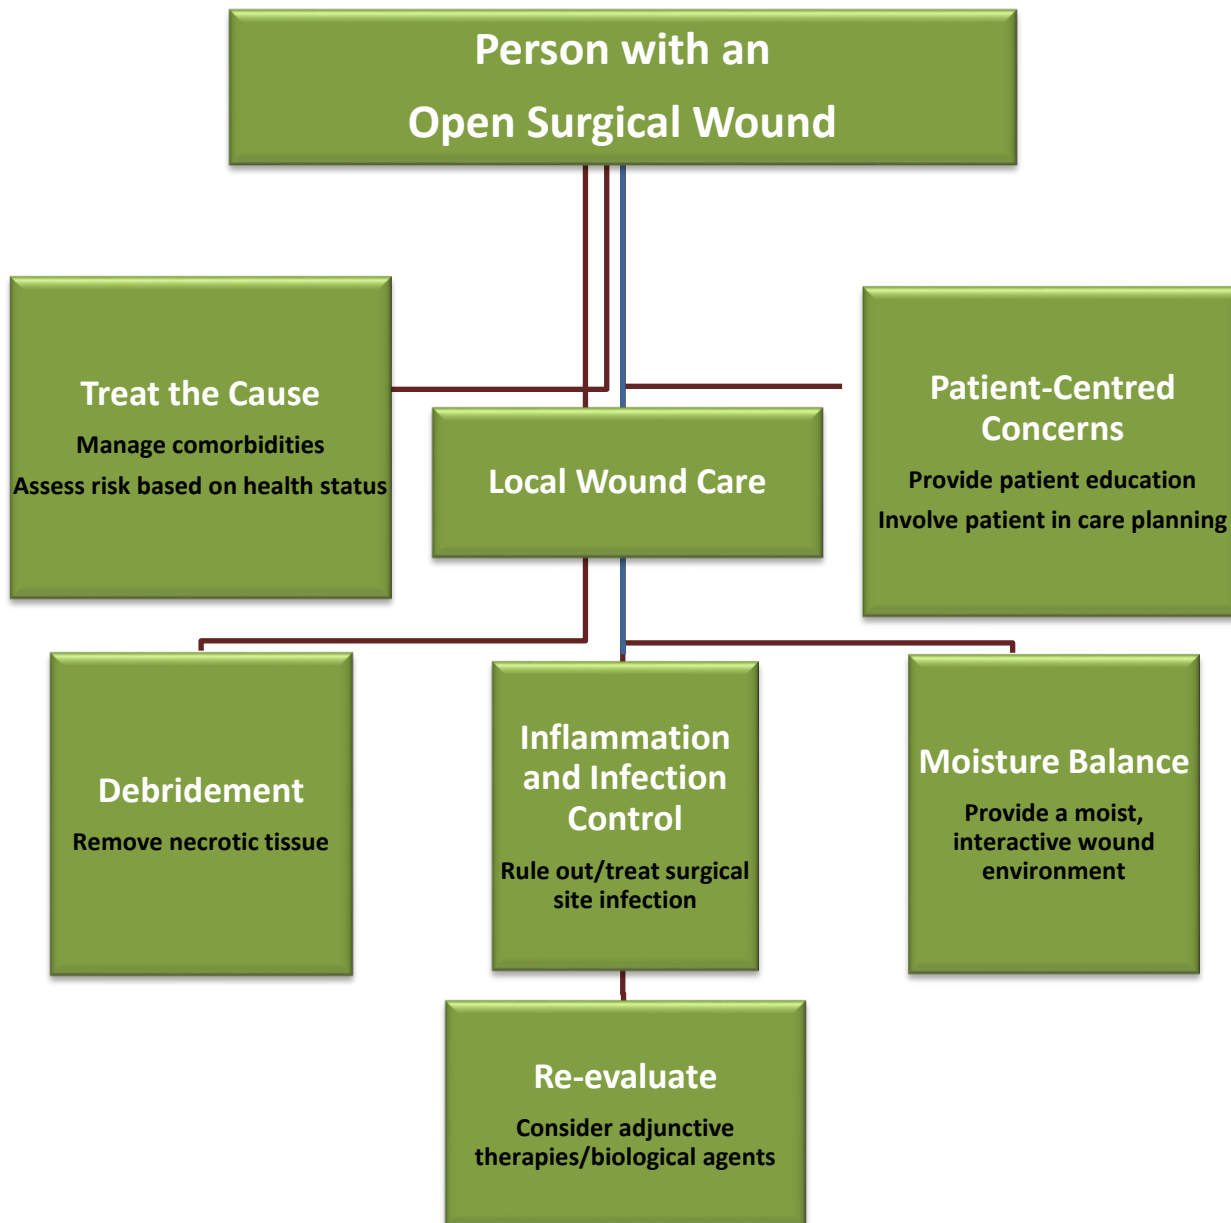 Person with an
Open Surgical Wound
Treat the Cause
Manage comorbidities
Assess risk based on health status
Local Wound Care
Patient-Centred
Concerns
Provide patient education
Involve patient in care planning
Debridement
Remove necrotic tissue
Inflammation
and Infection
Control
Rule out/treat surgical
site infection
Moisture Balance
Provide a moist,
interactive wound
environment
Re-evaluate
Consider adjunctive
therapies/biological agents